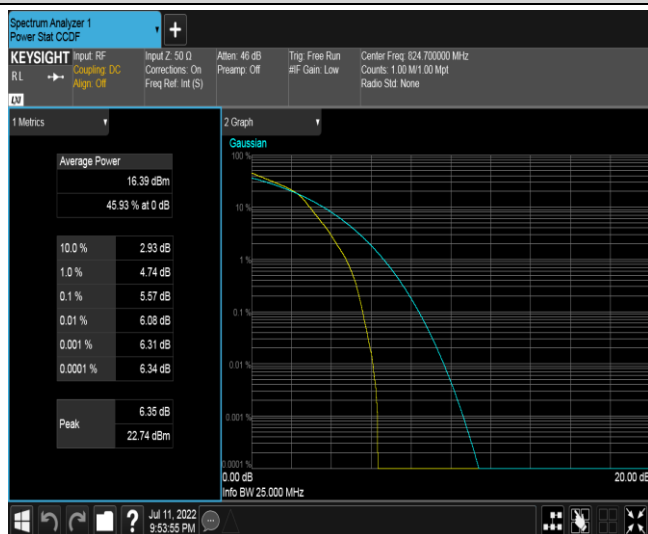 Spectrum Analyzer 1
Power Stat CCDF
+
KEYSIGHT
RL
LXI
Input: RF
Coupling: DC
Align: Off
Input Z: 50 Ω
Corrections: On
Freq Ref: Int (S)
Atten: 46 dB
Preamp: Off
Trig: Free Run
#IF Gain: Low
Center Freq: 824.700000 MHz
Counts: 1.00 M/1.00 Mpt
Radio Std: None
1 Metrics
Average Power
16.39 dBm
45.93 % at 0 dB
10.0 % 2.93 dB
1.0 % 4.74 dB
0.1 % 5.57 dB
0.01 % 6.08 dB
0.001 % 6.31 dB
0.0001 % 6.34 dB
Peak
6.35 dB
22.74 dBm
2 Graph
Gaussian
100 %
10 %
1 %
0.1 %
0.01 %
0.001 %
0.0001 %
0.00 dB
20.00 dB
Info BW 25.000 MHz
?
Jul 11, 2022
9:53:55 PM